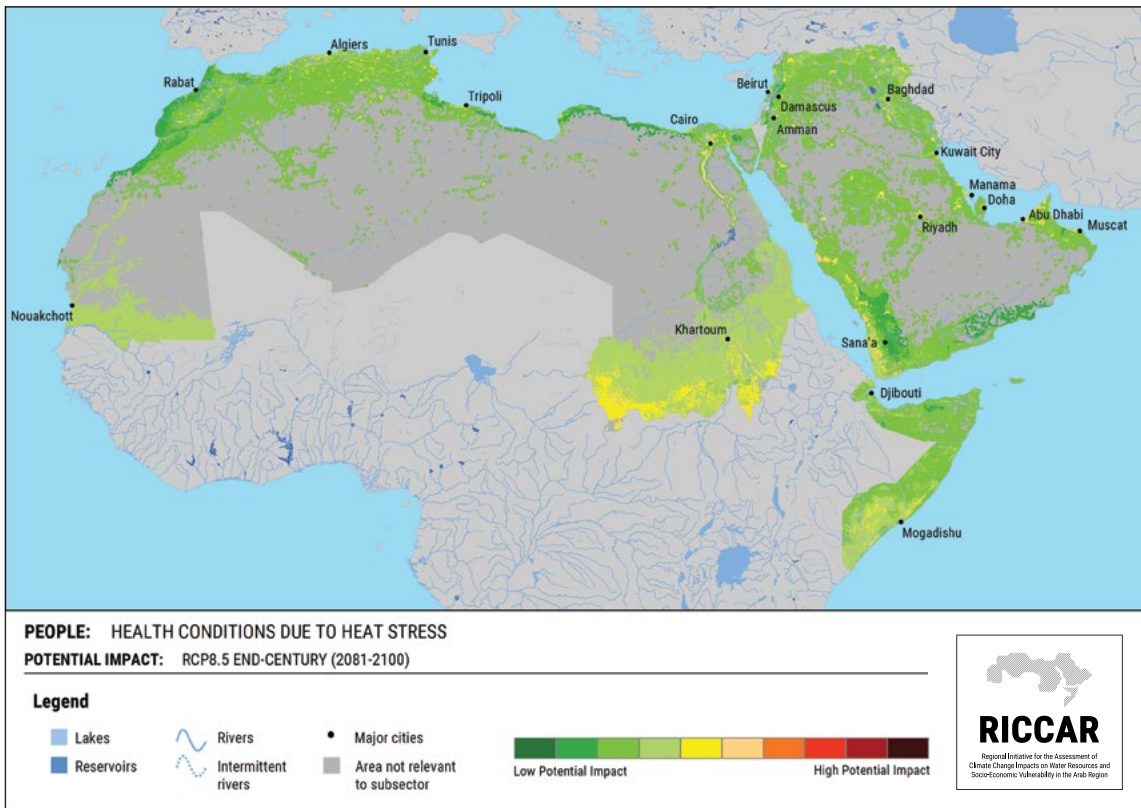 Algiers
Tunis
Rabat
Tripoli
Beirut
Damascus
Baghdad
Amman
Cairo
Kuwait City
Manama
Doha
Abu Dhabi
Muscat
Riyadh
Nouakchott
Khartoum
Sana'a
Djibouti
Mogadishu
PEOPLE: HEALTH CONDITIONS DUE TO HEAT STRESS
POTENTIAL IMPACT: RCP8.5 END-CENTURY (2081-2100)
Legend
Lakes
Reservoirs
Rivers
Intermittent
rivers
Major cities
Area not relevant
to subsector
Low Potential Impact
High Potential Impact
RICCAR
Regional Initiative for the Assessment of
Climate Change Impacts on Water Resources and
Socio-Economic Vulnerability in the Arab Region